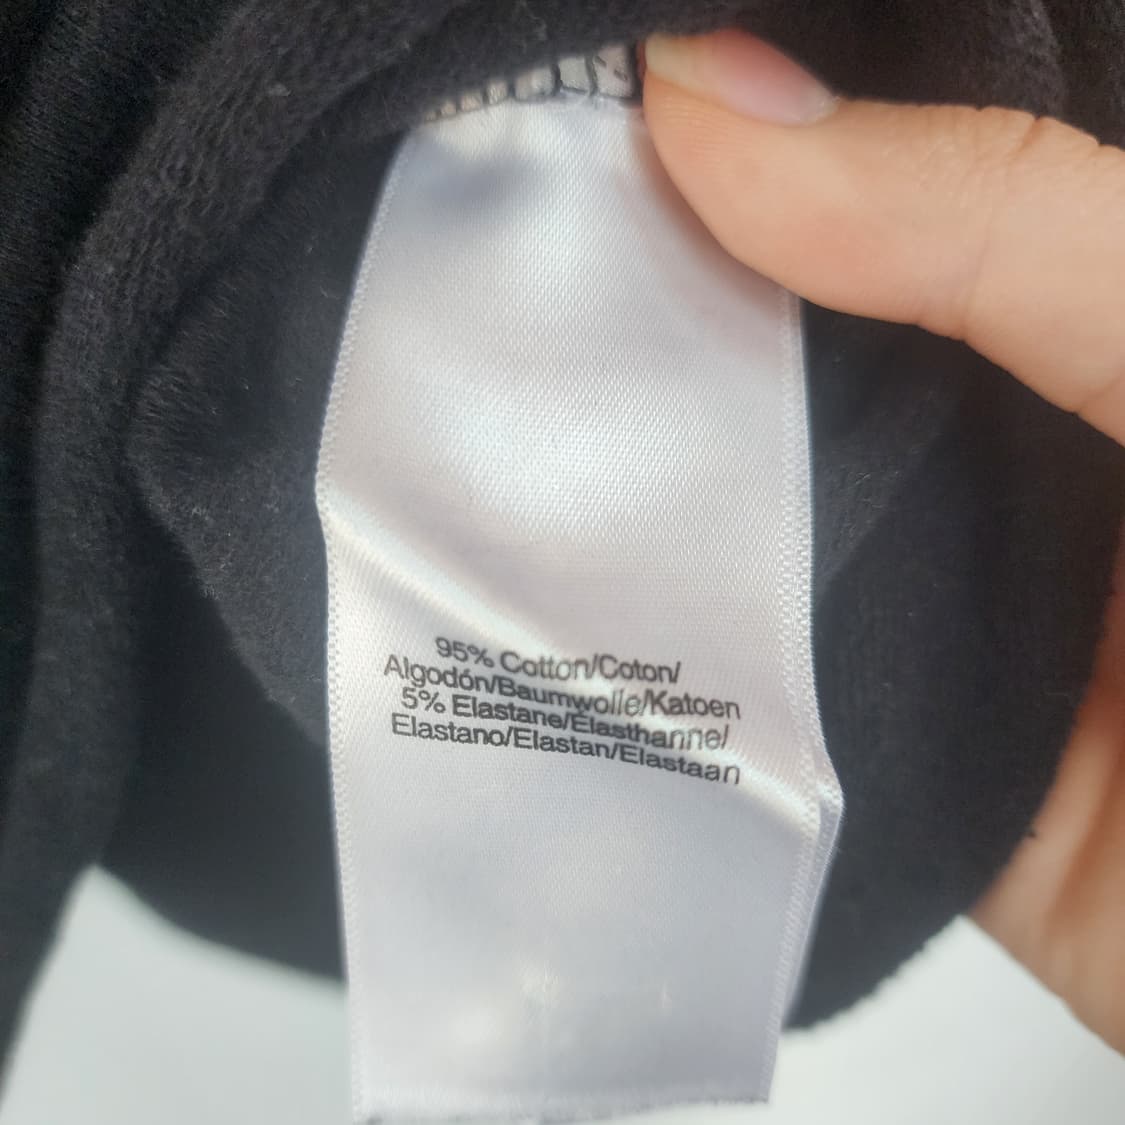 95% Cotton/Coton/
Algodón/Baumwolle/Katoen
5% Elastane/Élasthanne/
Elastano/Elastan/Elastaan